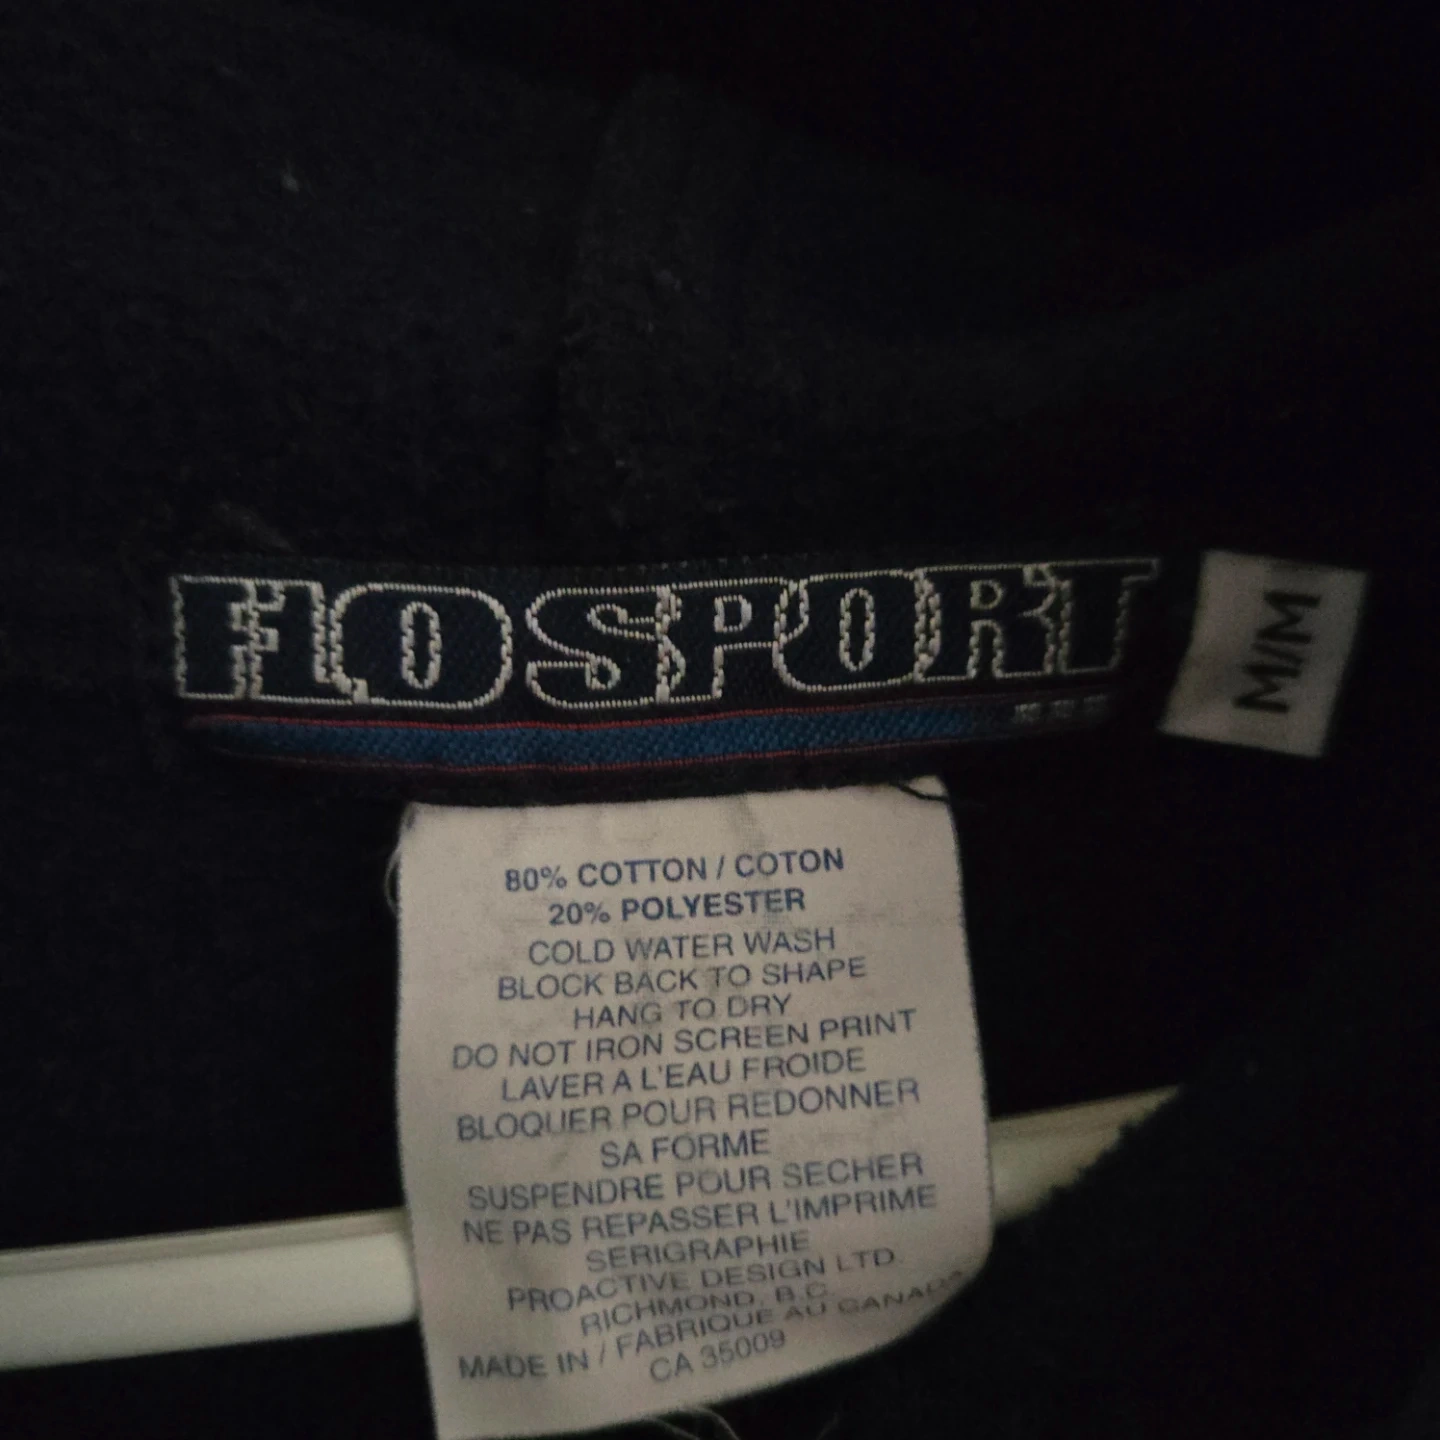 FLO SPORT
M/M
80% COTTON / COTON
20% POLYESTER
COLD WATER WASH
BLOCK BACK TO SHAPE
HANG TO DRY
DO NOT IRON SCREEN PRINT
LAVER A L'EAU FROIDE
BLOQUER POUR REDONNER
SA FORME
SUSPENDRE POUR SECHER
NE PAS REPASSER L'IMPRIME
SERIGRAPHIE
PROACTIVE DESIGN LTD.
RICHMOND, B.C.
MADE IN / FABRIQUE AU CANADA
CA 35009